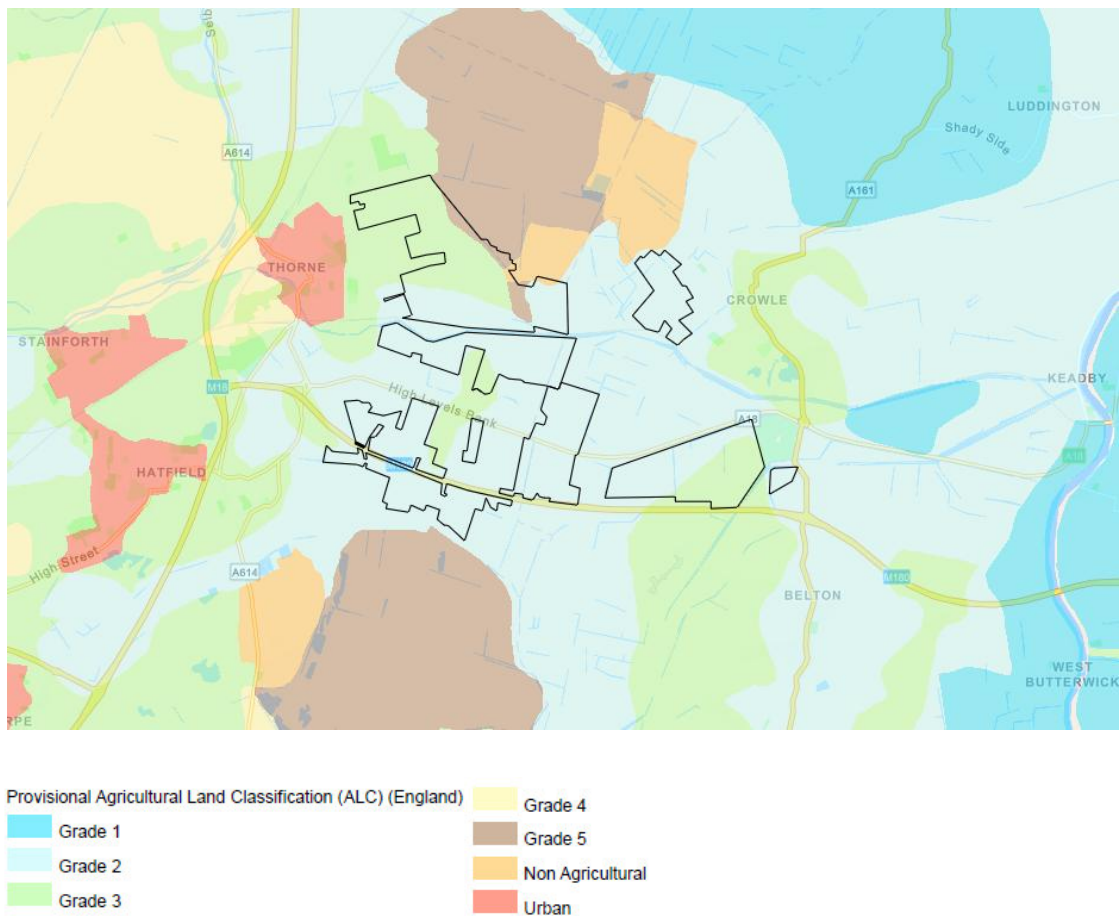 Selb
A614
LUDDINGTON
Shady Side
A161
THORNE
CROWLE
STAINFORTH
KEADBY
M18
High Levels Bank
A18
A18
HATFIELD
High Street
A614
M180
BELTON
WEST
BUTTERWICK
RPE
Provisional Agricultural Land Classification (ALC) (England)
Grade 1
Grade 2
Grade 3
Grade 4
Grade 5
Non Agricultural
Urban